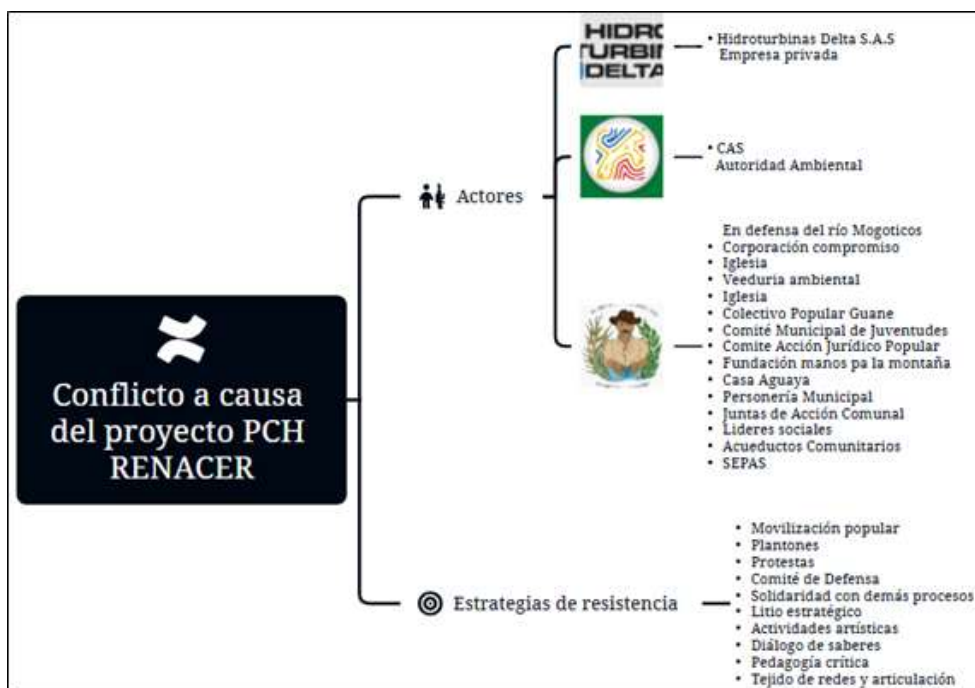 HIDRO
TURBIN
DELTA
• Hidroturbinas Delta S.A.S
Empresa privada
• CAS
Autoridad Ambiental
Actores
En defensa del río Mogoticos
• Corporación compromiso
• Iglesia
• Veeduria ambiental
• Iglesia
• Colectivo Popular Guane
• Comité Municipal de Juventudes
• Comite Acción Jurídico Popular
• Fundación manos pa la montaña
• Casa Aguaya
• Personería Municipal
• Juntas de Acción Comunal
• Lideres sociales
• Acueductos Comunitarios
• SEPAS
Conflicto a causa
del proyecto PCH
RENACER
Estrategias de resistencia
• Movilización popular
• Plantones
• Protestas
• Comité de Defensa
• Solidaridad con demás procesos
• Litio estratégico
• Actividades artísticas
• Diálogo de saberes
• Pedagogía crítica
• Tejido de redes y articulación